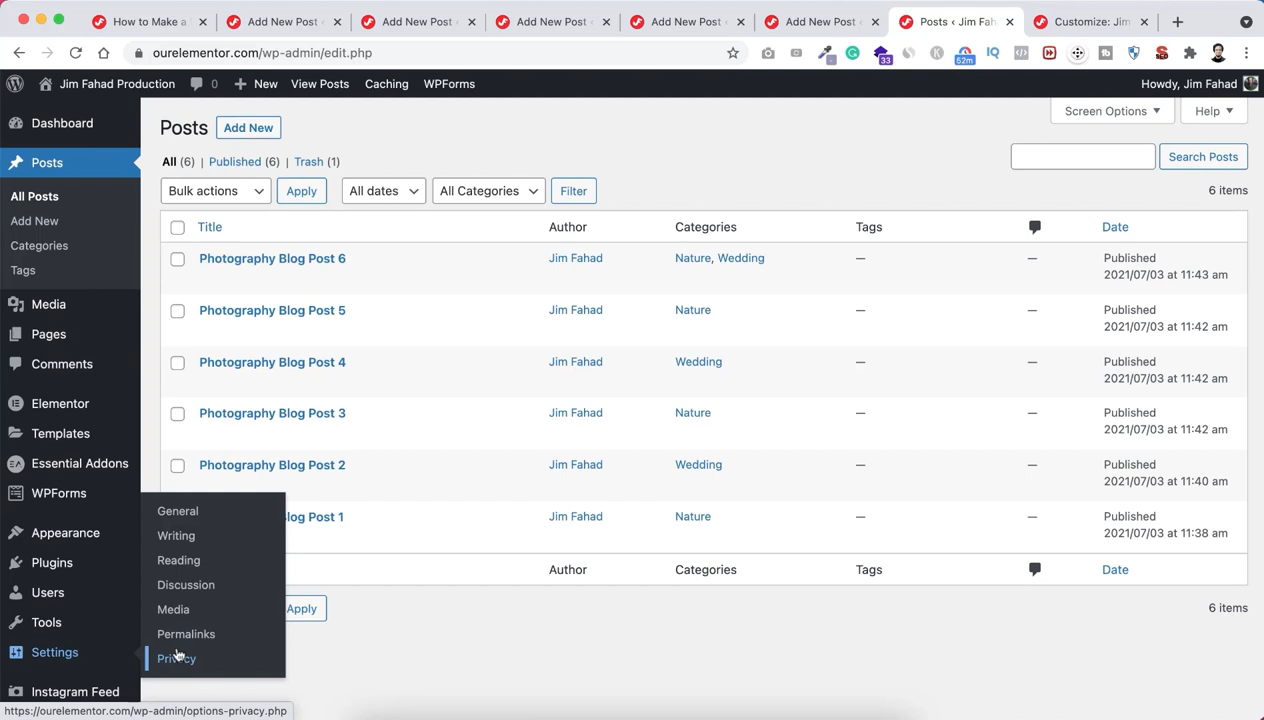 How to Make a
Add New Post
Add New Post
Add New Post
Add New Post
Add New Post
Posts ‹ Jim Fah
Customize: Jim
ourelementor.com/wp-admin/edit.php
33
52m
IQ
Jim Fahad Production
0
New
View Posts
Caching
WPForms
Howdy, Jim Fahad
Dashboard
Posts
All Posts
Add New
Categories
Tags
Media
Pages
Comments
Elementor
Templates
Essential Addons
WPForms
Appearance
Plugins
Users
Tools
Settings
Instagram Feed
General
Writing
Reading
Discussion
Media
Permalinks
Privacy
Posts
Add New
Screen Options
Help
All (6) | Published (6) | Trash (1)
Search Posts
Bulk actions
Apply
All dates
All Categories
Filter
6 items
Title Author Categories Tags Date
Photography Blog Post 6 Jim Fahad Nature, Wedding — — Published
2021/07/03 at 11:43 am
Photography Blog Post 5 Jim Fahad Nature — — Published
2021/07/03 at 11:42 am
Photography Blog Post 4 Jim Fahad Wedding — — Published
2021/07/03 at 11:42 am
Photography Blog Post 3 Jim Fahad Nature — — Published
2021/07/03 at 11:42 am
Photography Blog Post 2 Jim Fahad Wedding — — Published
2021/07/03 at 11:40 am
log Post 1 Jim Fahad Nature — — Published
2021/07/03 at 11:38 am
Author Categories Tags Date
Apply
6 items
https://ourelementor.com/wp-admin/options-privacy.php